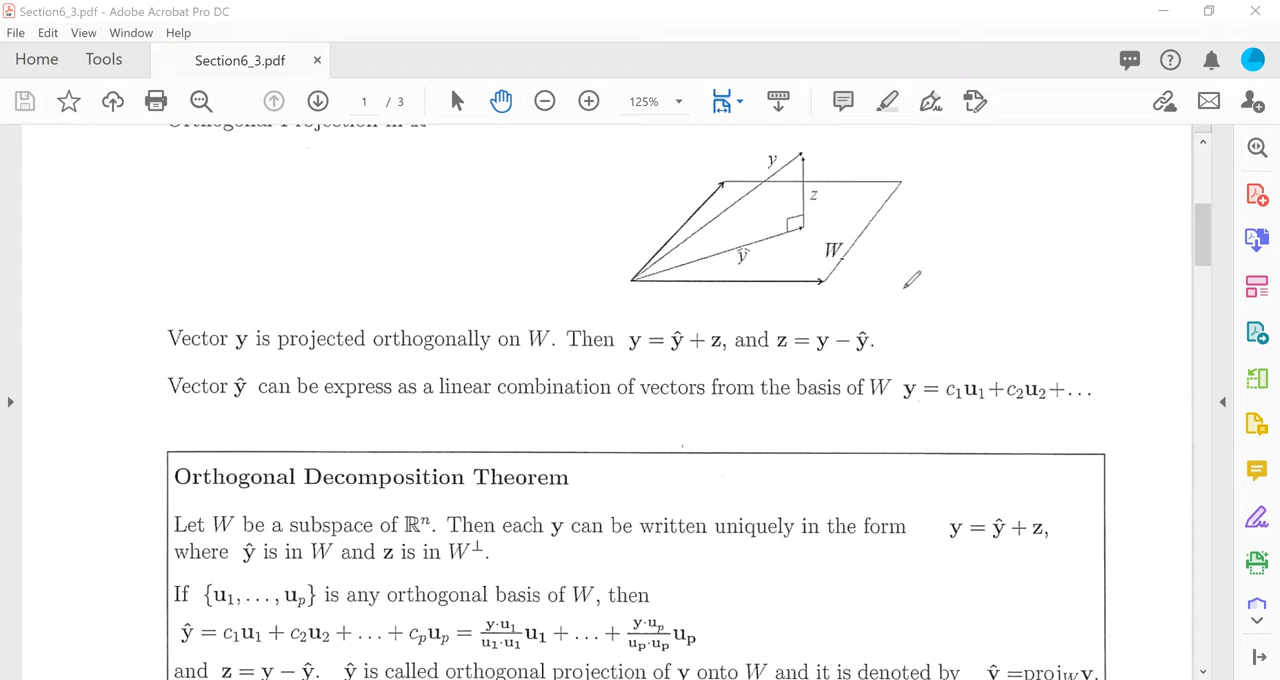 Section6_3.pdf - Adobe Acrobat Pro DC
File Edit View Window Help
Home Tools Section6_3.pdf ×
1 / 3 125%
Orthogonal Projection in
y
z
ŷ
W
Vector y is projected orthogonally on W. Then y = ŷ + z, and z = y − ŷ.
Vector ŷ can be express as a linear combination of vectors from the basis of W y = c₁u₁+c₂u₂+…
Orthogonal Decomposition Theorem
Let W be a subspace of ℝⁿ. Then each y can be written uniquely in the form y = ŷ + z,
where ŷ is in W and z is in W⊥.
If {u₁, …, uₚ} is any orthogonal basis of W, then
ŷ = c₁u₁ + c₂u₂ + … + cₚuₚ = y·u₁/u₁·u₁ u₁ + … + y·uₚ/uₚ·uₚ uₚ
and z = y − ŷ. ŷ is called orthogonal projection of y onto W and it is denoted by ŷ =proj_W y.